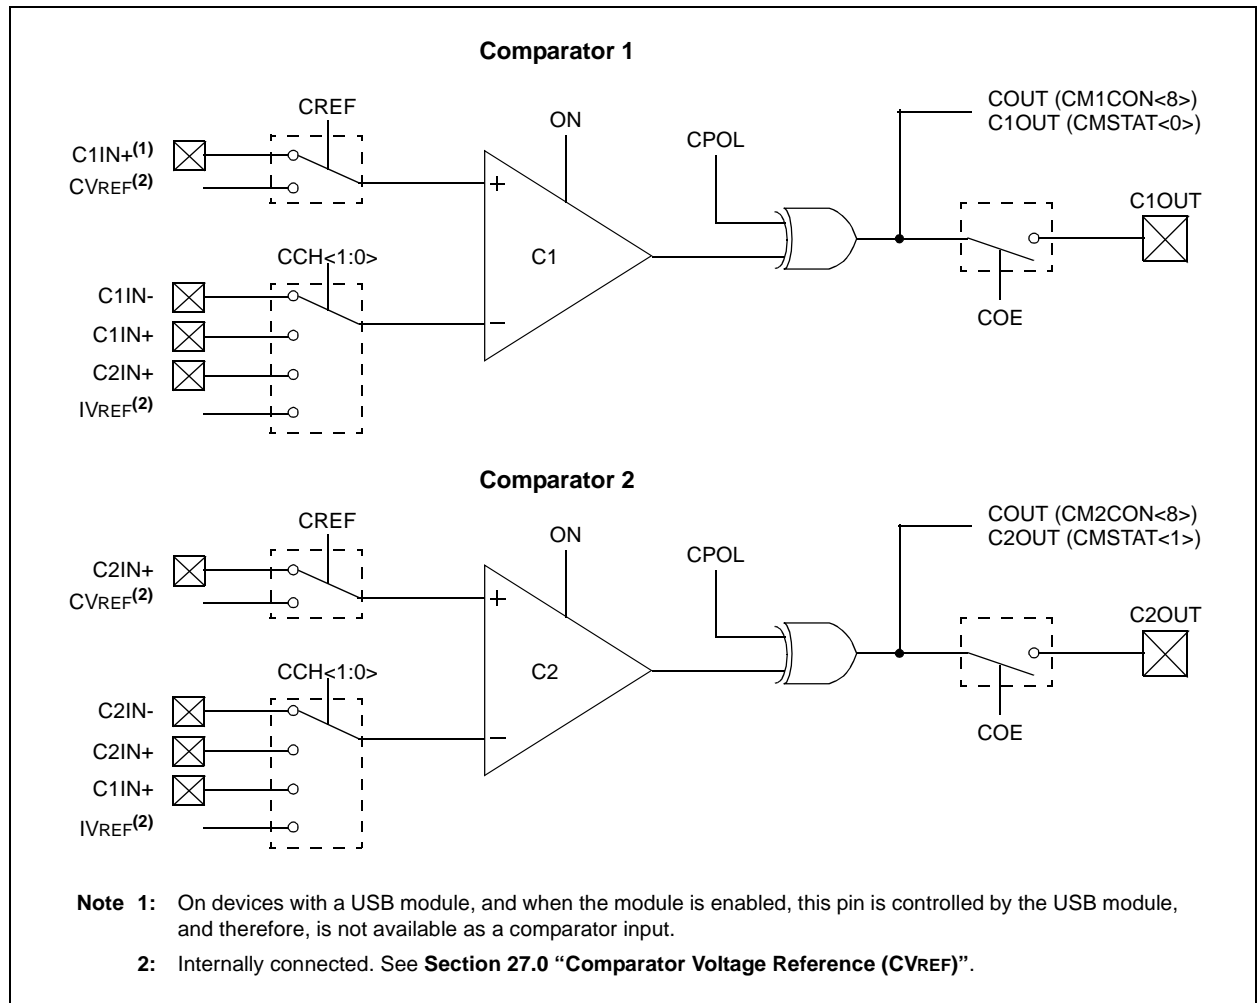 Comparator 1
CREF
ON
CPOL
COUT (CM1CON<8>)
C1OUT (CMSTAT<0>)
C1IN+(1)
CVREF(2)
C1OUT
+
C1
CCH<1:0>
C1IN-
C1IN+
C2IN+
IVREF(2)
–
COE
Comparator 2
CREF
ON
CPOL
COUT (CM2CON<8>)
C2OUT (CMSTAT<1>)
C2IN+
CVREF(2)
C2OUT
+
C2
CCH<1:0>
C2IN-
C2IN+
C1IN+
IVREF(2)
–
COE
Note 1: On devices with a USB module, and when the module is enabled, this pin is controlled by the USB module,
and therefore, is not available as a comparator input.
2: Internally connected. See Section 27.0 “Comparator Voltage Reference (CVREF)”.